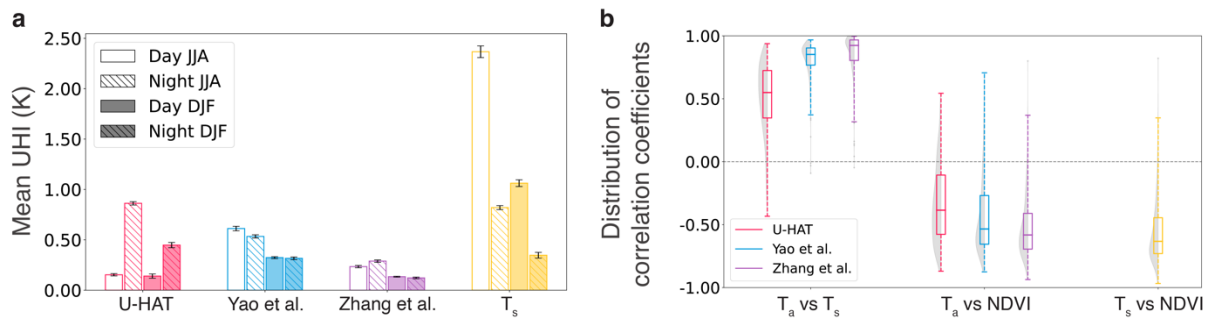 a
Mean UHI (K)
2.50
2.00
1.50
1.00
0.50
0.00
Day JJA
Night JJA
Day DJF
Night DJF
U-HAT
Yao et al.
Zhang et al.
Tₛ
b
Distribution of
correlation coefficients
1.00
0.50
0.00
-0.50
-1.00
U-HAT
Yao et al.
Zhang et al.
Tₐ vs Tₛ
Tₐ vs NDVI
Tₛ vs NDVI